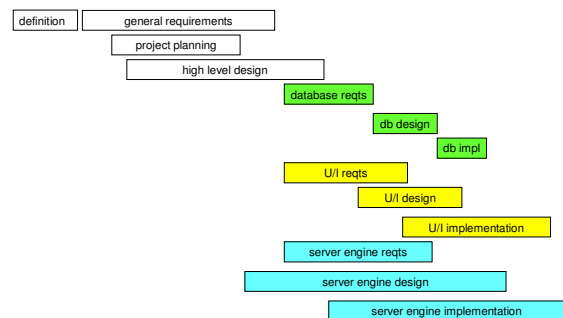 definition
general requirements
project planning
high level design
database reqts
db design
db impl
U/I reqts
U/I design
U/I implementation
server engine reqts
server engine design
server engine implementation